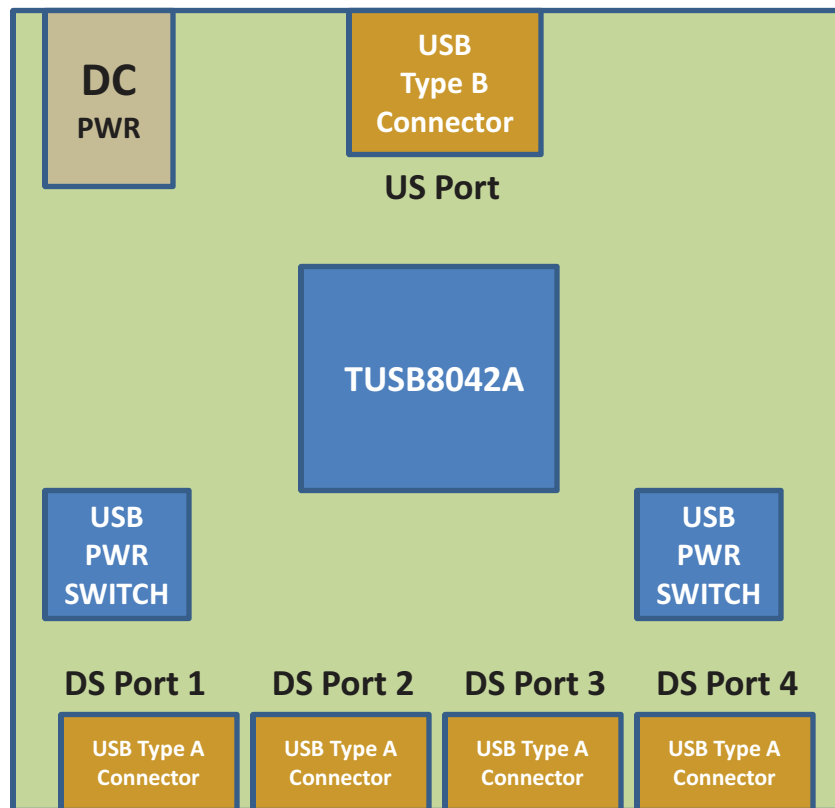 DC
PWR
USB
Type B
Connector
US Port
TUSB8042A
USB
PWR
SWITCH
USB
PWR
SWITCH
DS Port 1
DS Port 2
DS Port 3
DS Port 4
USB Type A
Connector
USB Type A
Connector
USB Type A
Connector
USB Type A
Connector